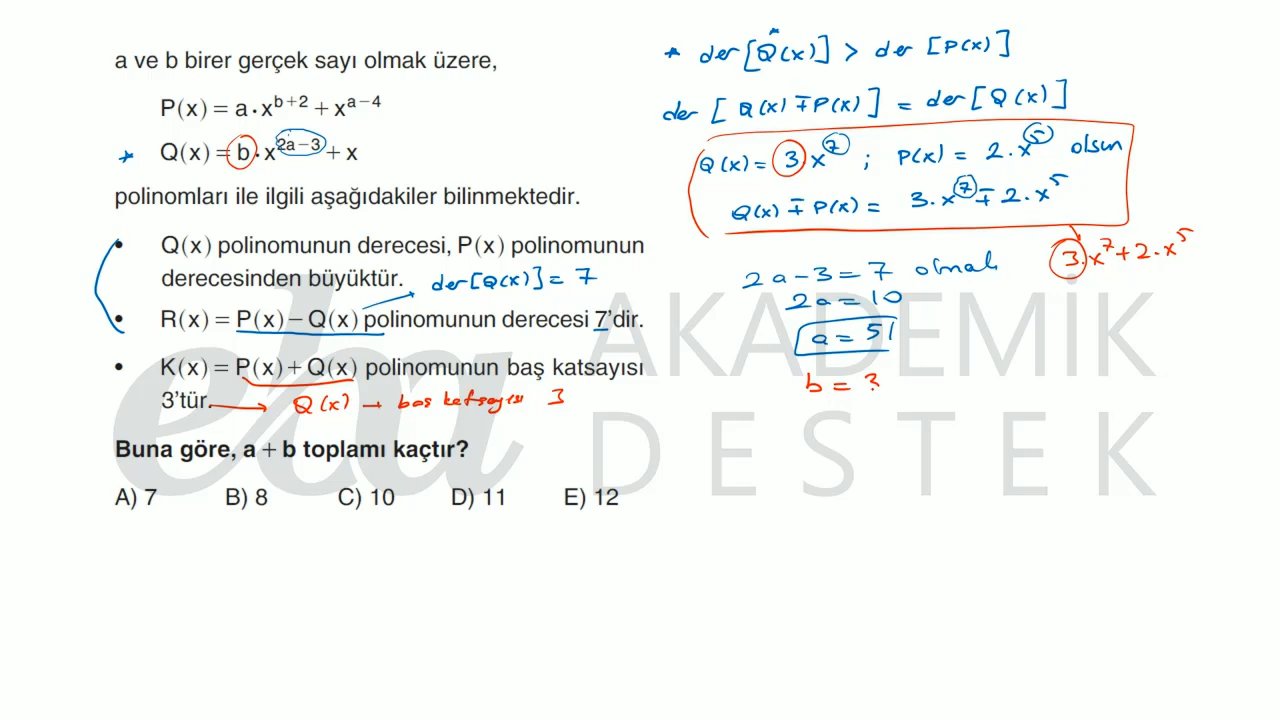 a ve b birer gerçek sayı olmak üzere,
P(x) = a · x^(b+2) + x^(a−4)
* Q(x) = b · x^(2a−3) + x
polinomları ile ilgili aşağıdakiler bilinmektedir.
• Q(x) polinomunun derecesi, P(x) polinomunun
derecesinden büyüktür. der[Q(x)] = 7
• R(x) = P(x) − Q(x) polinomunun derecesi 7'dir.
• K(x) = P(x) + Q(x) polinomunun baş katsayısı
3'tür. → Q(x) → baş katsayısı 3
Buna göre, a + b toplamı kaçtır?
A) 7 B) 8 C) 10 D) 11 E) 12
* der[Q(x)] > der[P(x)]
der[Q(x) ∓ P(x)] = der[Q(x)]
Q(x) = 3x^7 ; P(x) = 2.x^5 olsun
Q(x) ∓ P(x) = 3.x^7 ∓ 2.x^5
3.x^7 + 2.x^5
2a − 3 = 7 olmalı
2a = 10
a = 5
b = ?
eka AKADEMİK
DESTEK